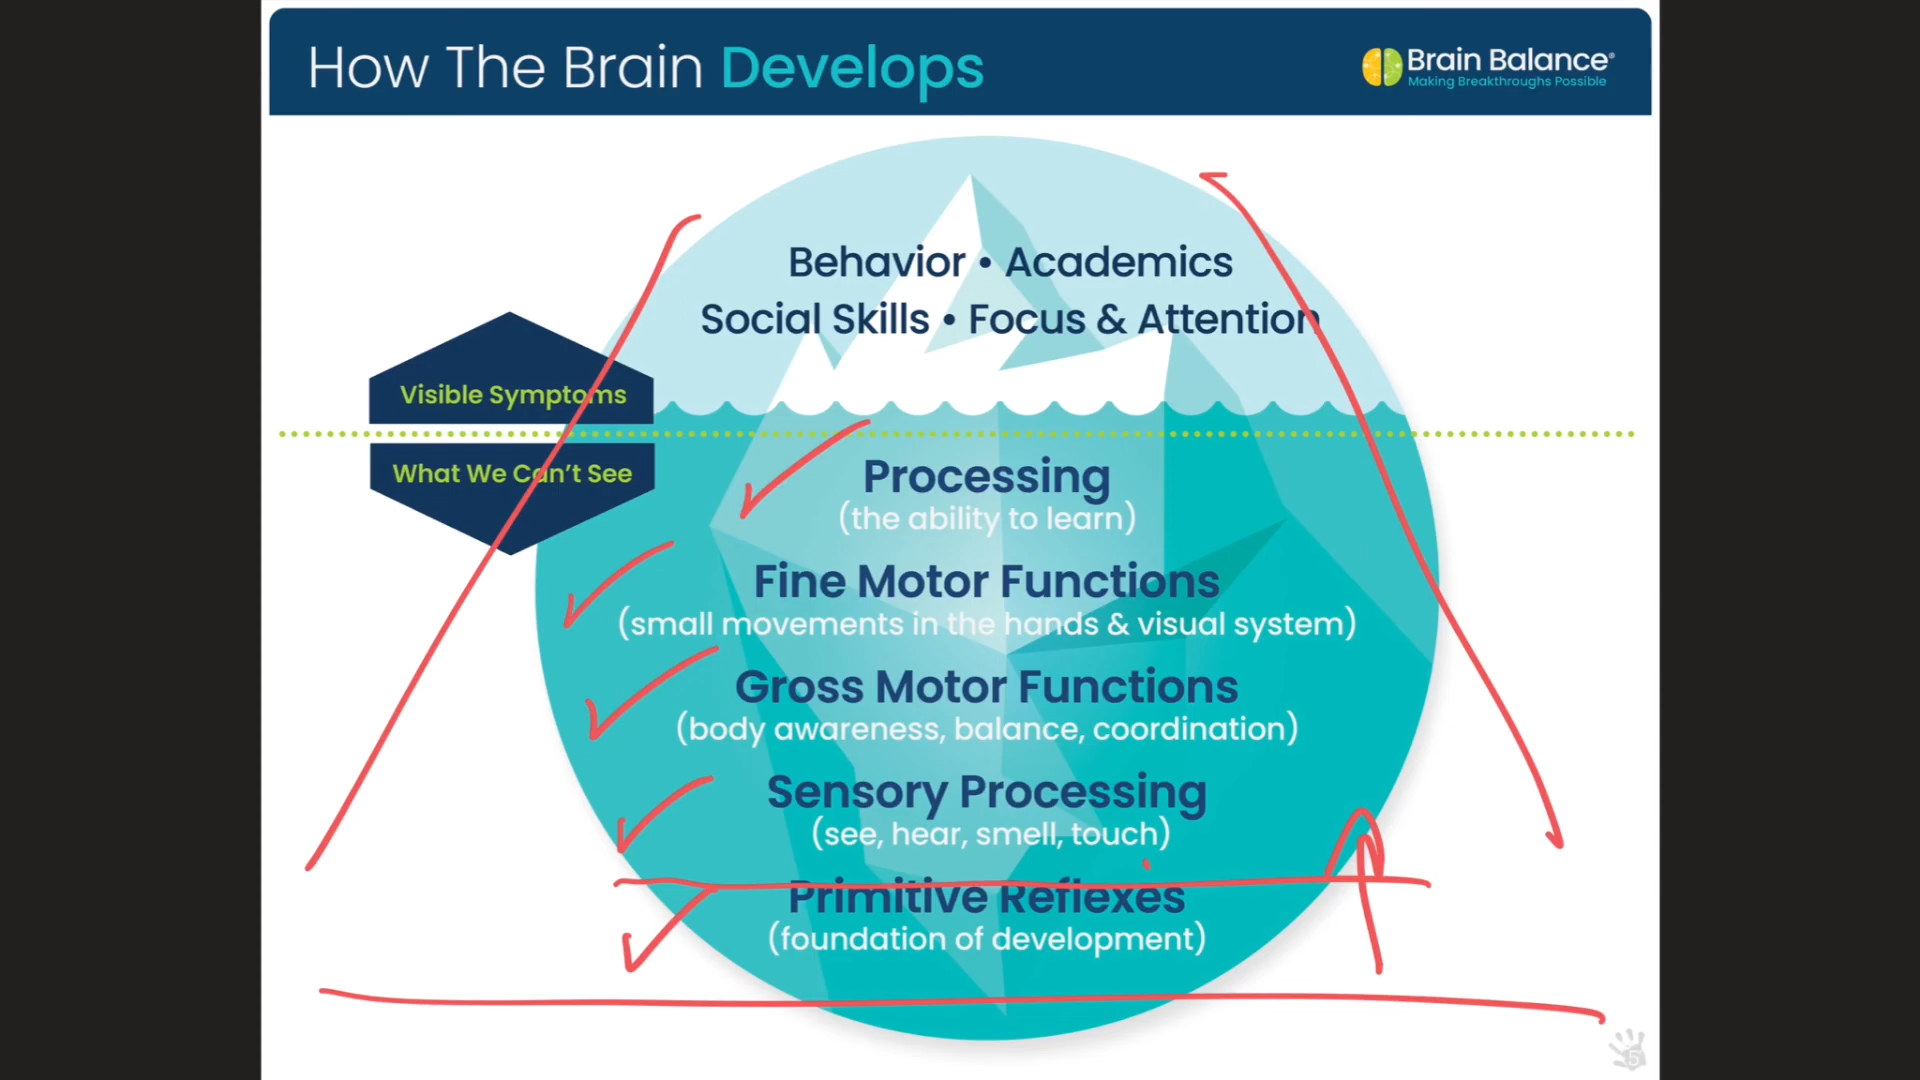 How The Brain Develops
Brain Balance®
Making Breakthroughs Possible
Behavior • Academics
Social Skills • Focus & Attention
Visible Symptoms
What We Can't See
Processing
(the ability to learn)
Fine Motor Functions
(small movements in the hands & visual system)
Gross Motor Functions
(body awareness, balance, coordination)
Sensory Processing
(see, hear, smell, touch)
Primitive Reflexes
(foundation of development)
5